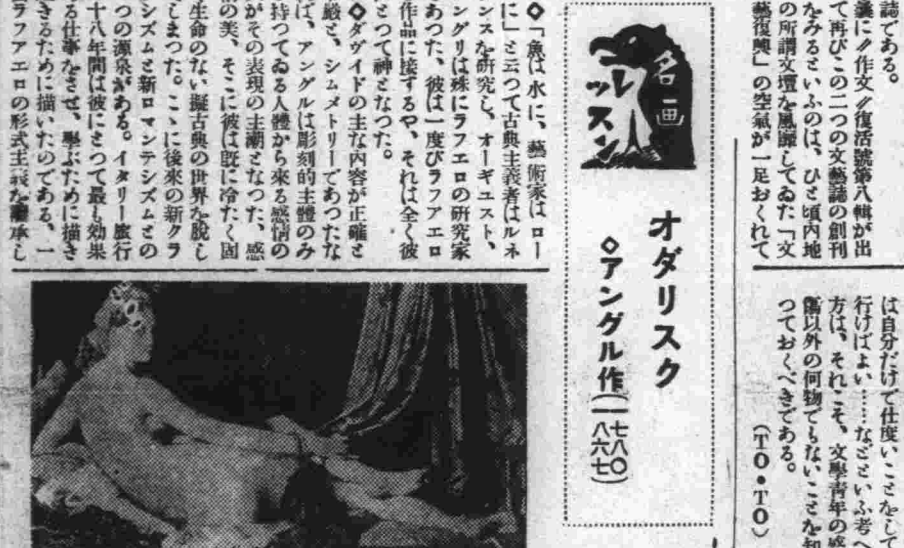 誌である。
曩に〃作文〃復活號第八輯が出
て再びこの二つの文藝誌の創刊
をみるといふのは、ひと頃内地
の所謂文壇を風靡してゐた「文
藝復興」の空氣が一足おくれて
は自分だけで仕度いことをして
行けばよい……などといふ考へ
方は、それこそ、文學青年の感
傷以外の何物でもないことを知
つておくべきである。
(TO・TO)
名画
ルッスン
オダリスク
◇アングル作(一七八〇一八六七)
◇「魚は水に、藝術家はロー
に」と云つて古典主義者はルネ
ンスを研究し、オーギユスト、
ングリは殊にラフエロの研究家
あつた、彼は一度びラフアエロ
作品に接するや、それは全く彼
とつて神となつた。
◇ダヴイドの主な内容が正確と
嚴と、シムメトリーであつたな
ば、アングルは彫刻的主體のみ
持つてゐる人體から來る感情の
がその表現の主潮となつた、感
の美、そこに彼は既に冷たく固
生命のない擬古典の世界を脱し
しまつた。こゝに後來の新クラ
シズムと新ロマンテシズムとの
つの源泉がある。イタリー旅行
十八年間は彼にとつて最も効果
る仕事をさせ、學ぶために描き
きるために描いたのである、一
ラフアエロの形式主義を繼承し